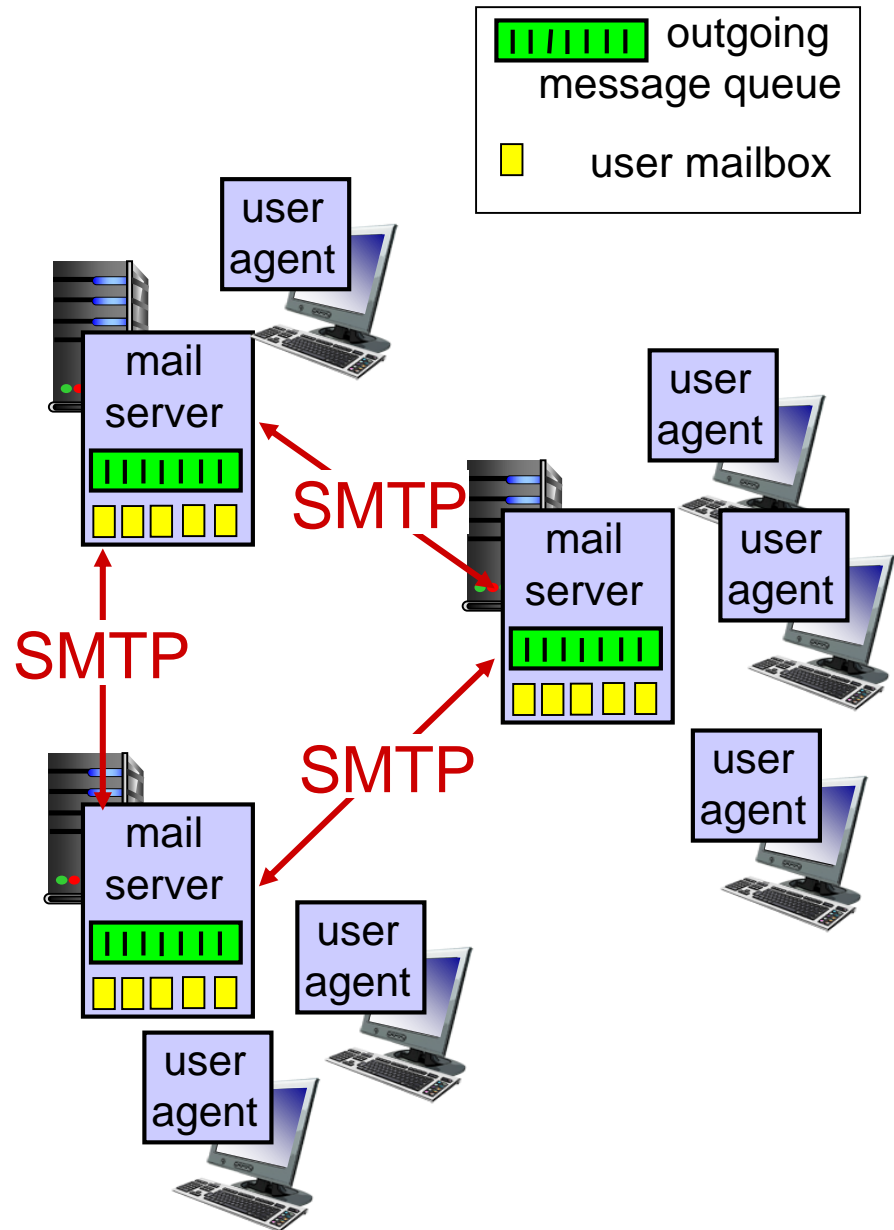 outgoing
message queue
user mailbox
user
agent
mail
server
SMTP
user
agent
mail
server
user
agent
SMTP
SMTP
user
agent
mail
server
user
agent
user
agent